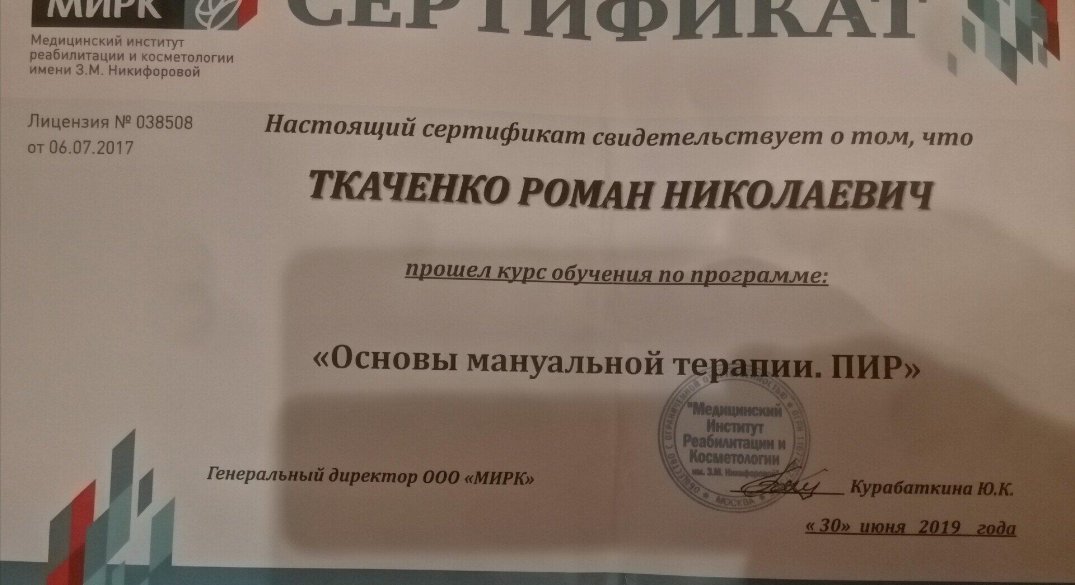 МИРК
СЕРТИФИКАТ
Медицинский институт
реабилитации и косметологии
имени З.М. Никифоровой
Лицензия № 038508
от 06.07.2017
Настоящий сертификат свидетельствует о том, что
ТКАЧЕНКО РОМАН НИКОЛАЕВИЧ
прошел курс обучения по программе:
«Основы мануальной терапии. ПИР»
"Медицинский
Институт
Реабилитации и
Косметологии
им. З.М. Никифоровой"
МОСКВА
Генеральный директор ООО «МИРК»
Курабаткина Ю.К.
« 30» июня 2019 года